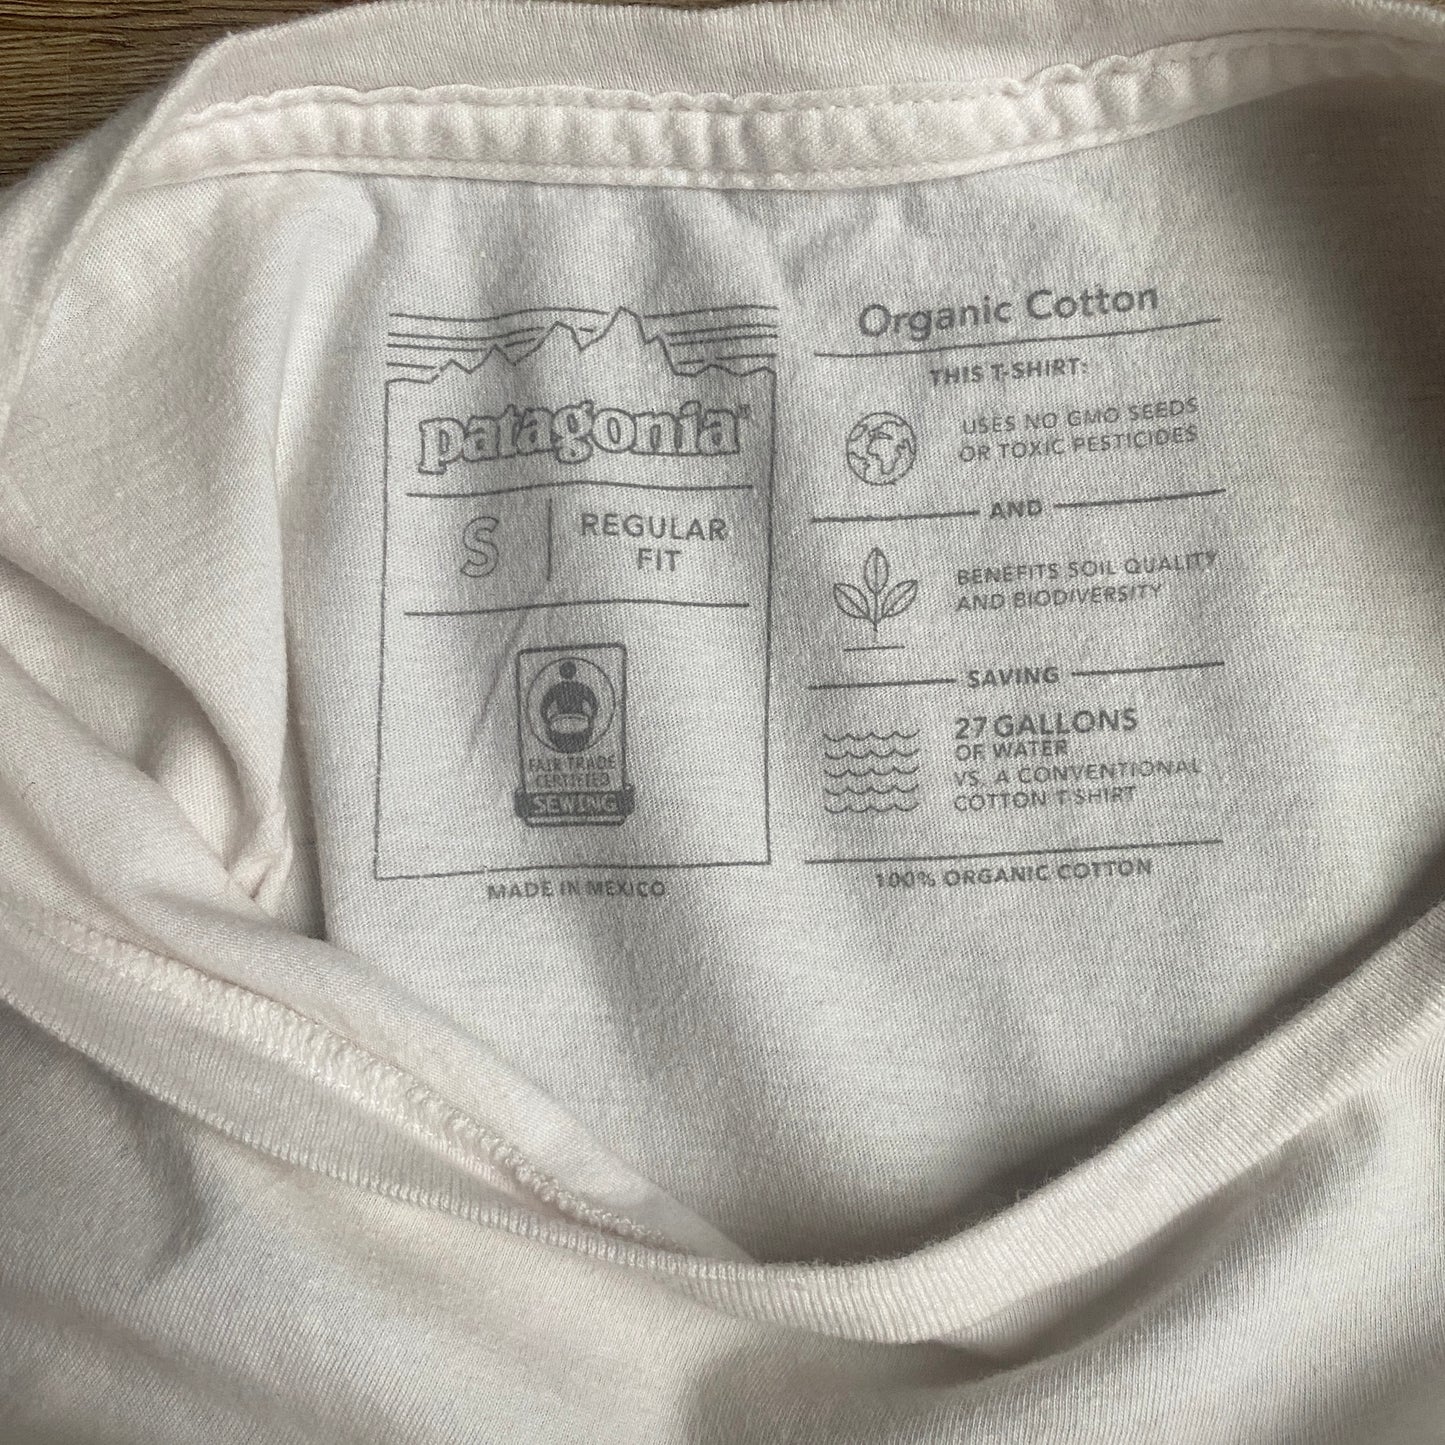 patagonia®
S
REGULAR
FIT
FAIR TRADE
CERTIFIED
SEWING
MADE IN MEXICO
Organic Cotton
THIS T-SHIRT:
USES NO GMO SEEDS
OR TOXIC PESTICIDES
AND
BENEFITS SOIL QUALITY
AND BIODIVERSITY
SAVING
27 GALLONS
OF WATER
VS. A CONVENTIONAL
COTTON T-SHIRT
100% ORGANIC COTTON